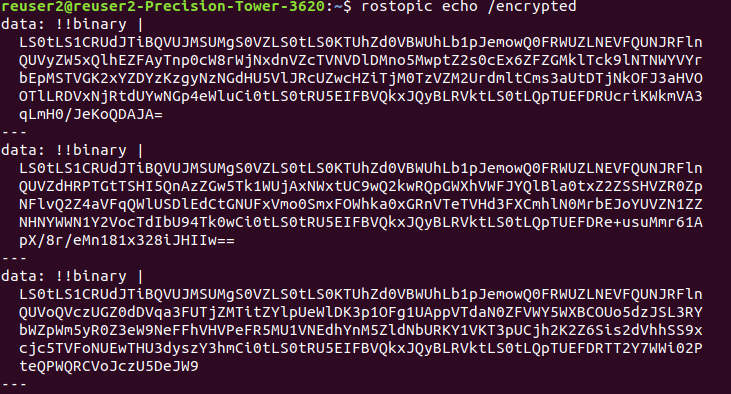 reuser2@reuser2-Precision-Tower-3620:~$ rostopic echo /encrypted
data: !!binary |
LS0tLS1CRUdJTiBQVUJMSUMgS0VZLS0tLS0KTUhZd0VBWUhLb1pJemowQ0FRWUZLNEVFQUNJRFln
QUVyZW5xQlhEZFAyTnp0cW8rWjNxdnVZcTVNVDlDMno5MwptZ2s0cEx6ZFZGMklTck9lNTNWYVYr
bEpMSTVGK2xYZDYzKzgyNzNGdHU5VlJRcUZwcHZiTjM0TzVZM2UrdmltCms3aUtDTjNkOFJ3aHVO
OTlLRDVxNjRtdUYwNGp4eWluCi0tLS0tRU5EIFBVQkxJQyBLRVktLS0tLQpTUEFDRUcriKWkmVA3
qLmH0/JeKoQDAJA=
---
data: !!binary |
LS0tLS1CRUdJTiBQVUJMSUMgS0VZLS0tLS0KTUhZd0VBWUhLb1pJemowQ0FRWUZLNEVFQUNJRFln
QUVZdHRPTGtTSHI5QnAzZGw5Tk1WUjAxNWxtUC9wQ2kwRQpGWXhVWFJYQlBla0txZ2ZSSHVZR0Zp
NFlvQ2Z4aVFqQWlUSDlEdCtGNUFxVmo0SmxFOWhka0xGRnVTeTVHd3FXCmhlN0MrbEJoYUVZN1ZZ
NHNYWWN1Y2VocTdIbU94Tk0wCi0tLS0tRU5EIFBVQkxJQyBLRVktLS0tLQpTUEFDRe+usuMmr61A
pX/8r/eMn181x328iJHIIw==
---
data: !!binary |
LS0tLS1CRUdJTiBQVUJMSUMgS0VZLS0tLS0KTUhZd0VBWUhLb1pJemowQ0FRWUZLNEVFQUNJRFln
QUVoQVczUGZ0dDVqa3FUTjZMTitZYlpUeWlDK3p1OFg1UAppVTdaN0ZFVWY5WXBCOUo5dzJSL3RY
bWZpWm5yR0Z3eW9NeFFhVHVPeFR5MU1VNEdhYnM5ZldNbURKY1VKT3pUCjh2K2Z6Sis2dVhhSS9x
cjc5TVFoNUEwTHU3dyszY3hmCi0tLS0tRU5EIFBVQkxJQyBLRVktLS0tLQpTUEFDRTT2Y7WWi02P
teQPWQRCVoJczU5DeJW9
---